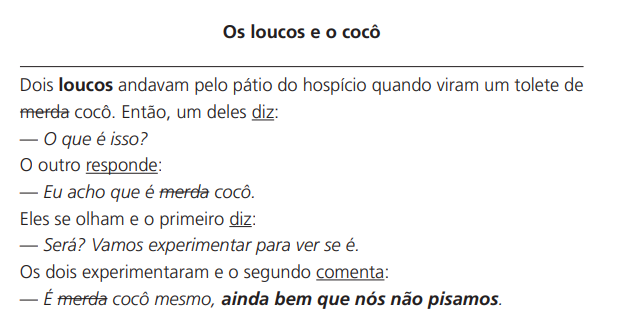 Os loucos e o cocô
Dois loucos andavam pelo pátio do hospício quando viram um tolete de
merda cocô. Então, um deles diz:
— O que é isso?
O outro responde:
— Eu acho que é merda cocô.
Eles se olham e o primeiro diz:
— Será? Vamos experimentar para ver se é.
Os dois experimentaram e o segundo comenta:
— É merda cocô mesmo, ainda bem que nós não pisamos.